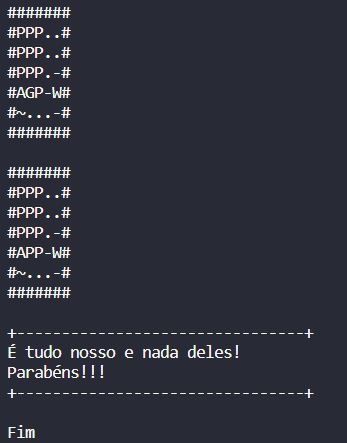 #######
#PPP..#
#PPP..#
#PPP.-#
#AGP-W#
#~...-#
#######

#######
#PPP..#
#PPP..#
#PPP.-#
#APP-W#
#~...-#
#######

+--------------------------------+
É tudo nosso e nada deles!
Parabéns!!!
+--------------------------------+

Fim